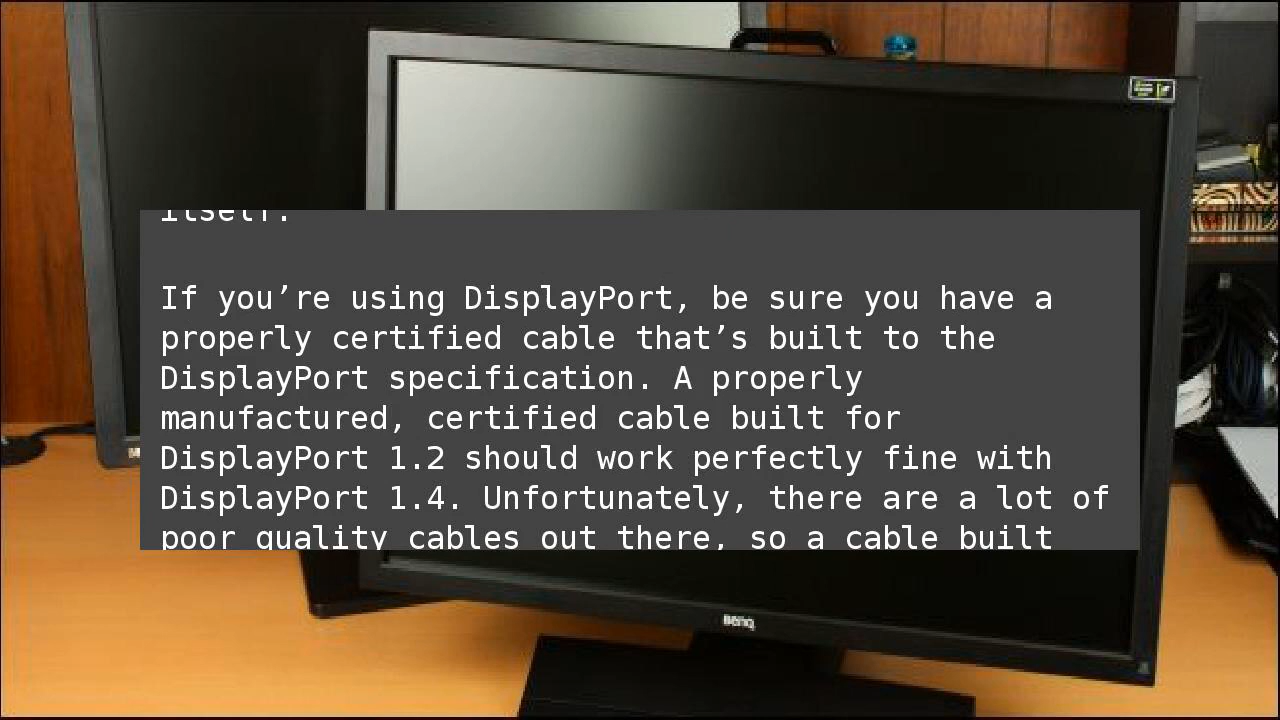 itself.
If you’re using DisplayPort, be sure you have a
properly certified cable that’s built to the
DisplayPort specification. A properly
manufactured, certified cable built for
DisplayPort 1.2 should work perfectly fine with
DisplayPort 1.4. Unfortunately, there are a lot of
poor quality cables out there, so a cable built
BenQ